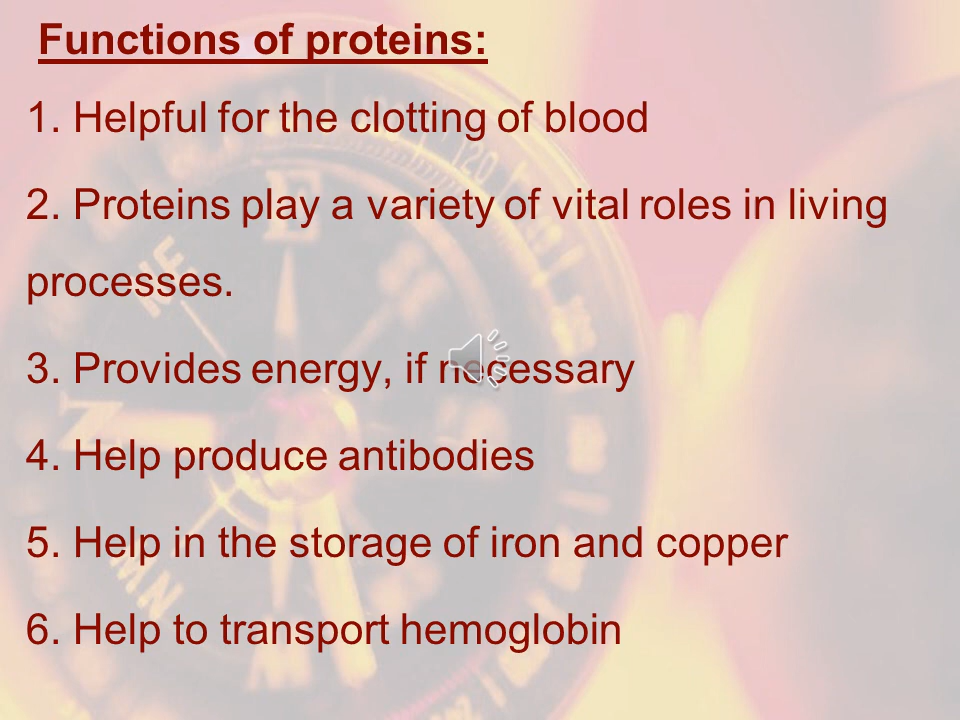 Functions of proteins:
1. Helpful for the clotting of blood
2. Proteins play a variety of vital roles in living
processes.
3. Provides energy, if necessary
4. Help produce antibodies
5. Help in the storage of iron and copper
6. Help to transport hemoglobin